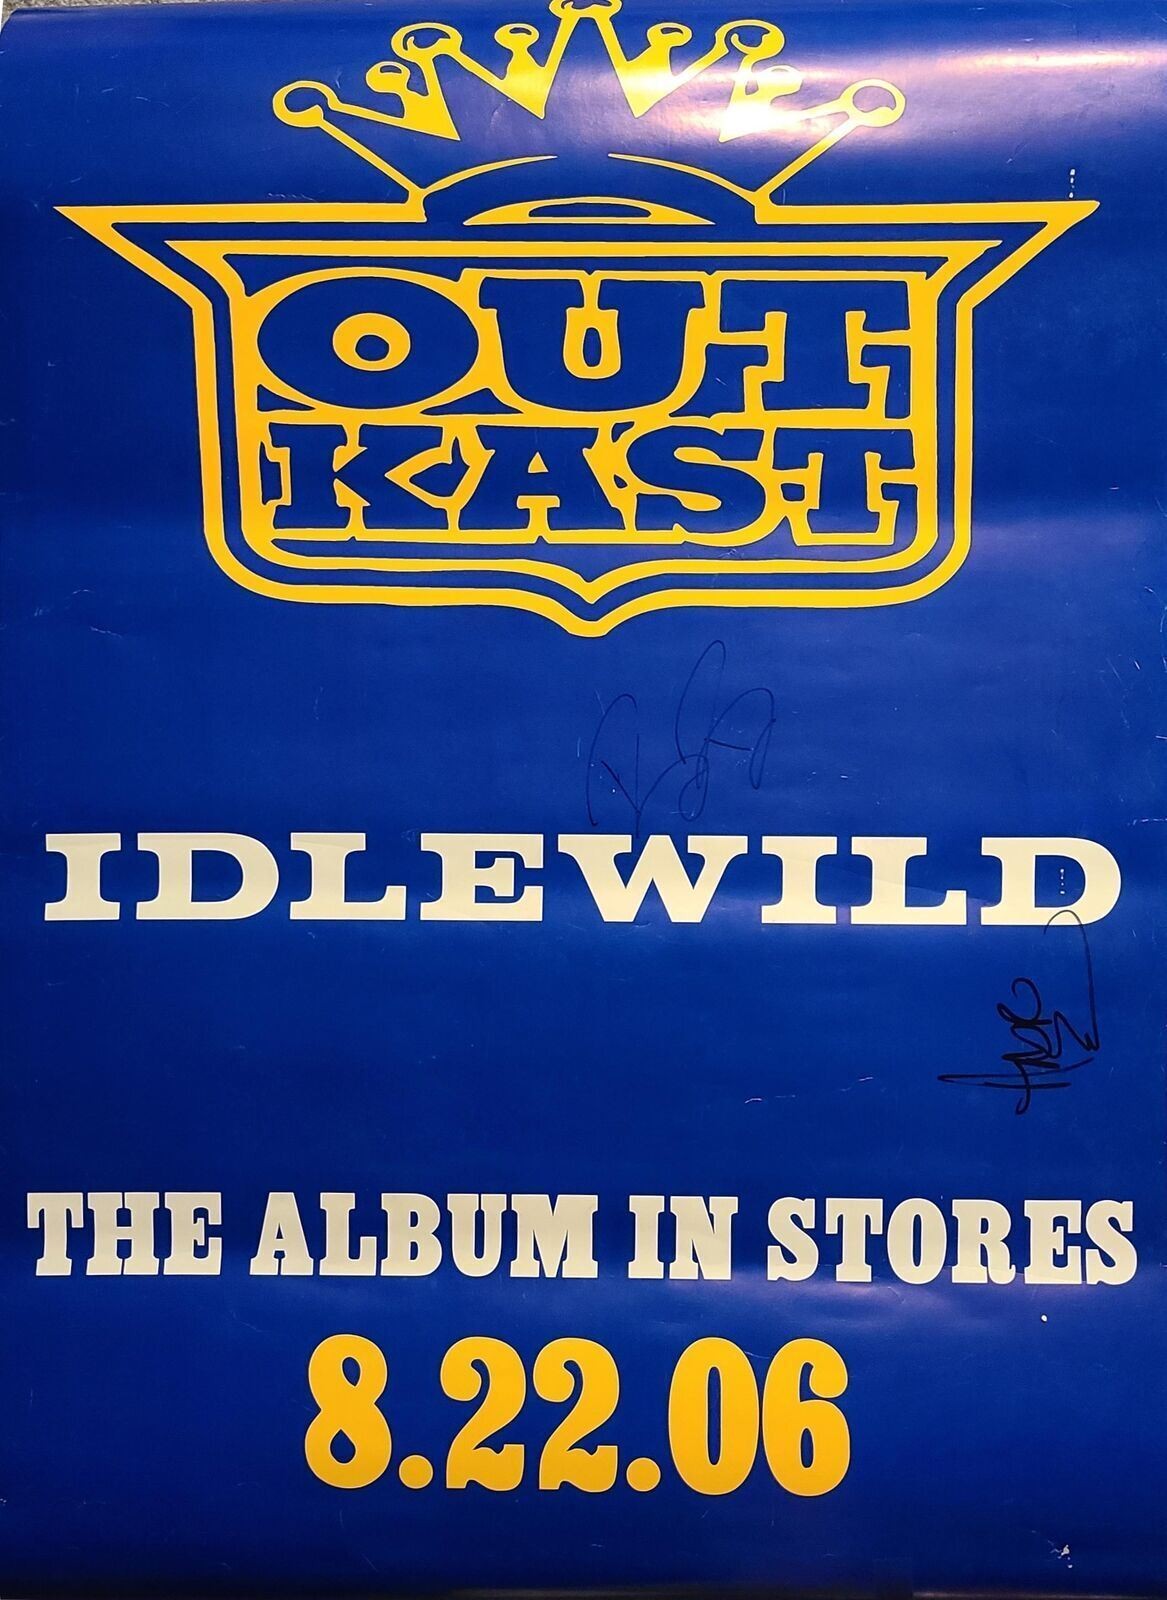 OUT
KAST
IDLEWILD
THE ALBUM IN STORES
8.22.06